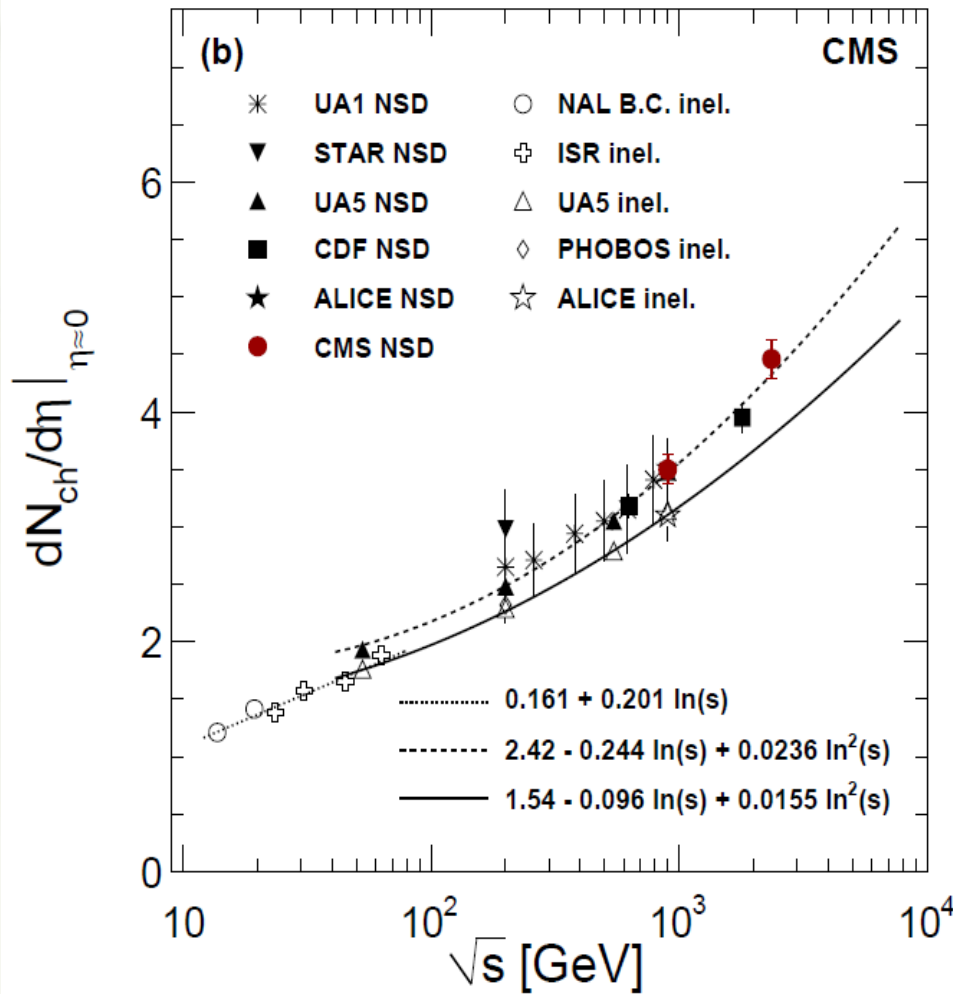 (b) CMS
UA1 NSD NAL B.C. inel.
STAR NSD ISR inel.
UA5 NSD UA5 inel.
CDF NSD PHOBOS inel.
ALICE NSD ALICE inel.
CMS NSD
6
4
2
0
dN_ch/dη|_η≈0
0.161 + 0.201 ln(s)
2.42 - 0.244 ln(s) + 0.0236 ln²(s)
1.54 - 0.096 ln(s) + 0.0155 ln²(s)
10 10² 10³ 10⁴
√s [GeV]